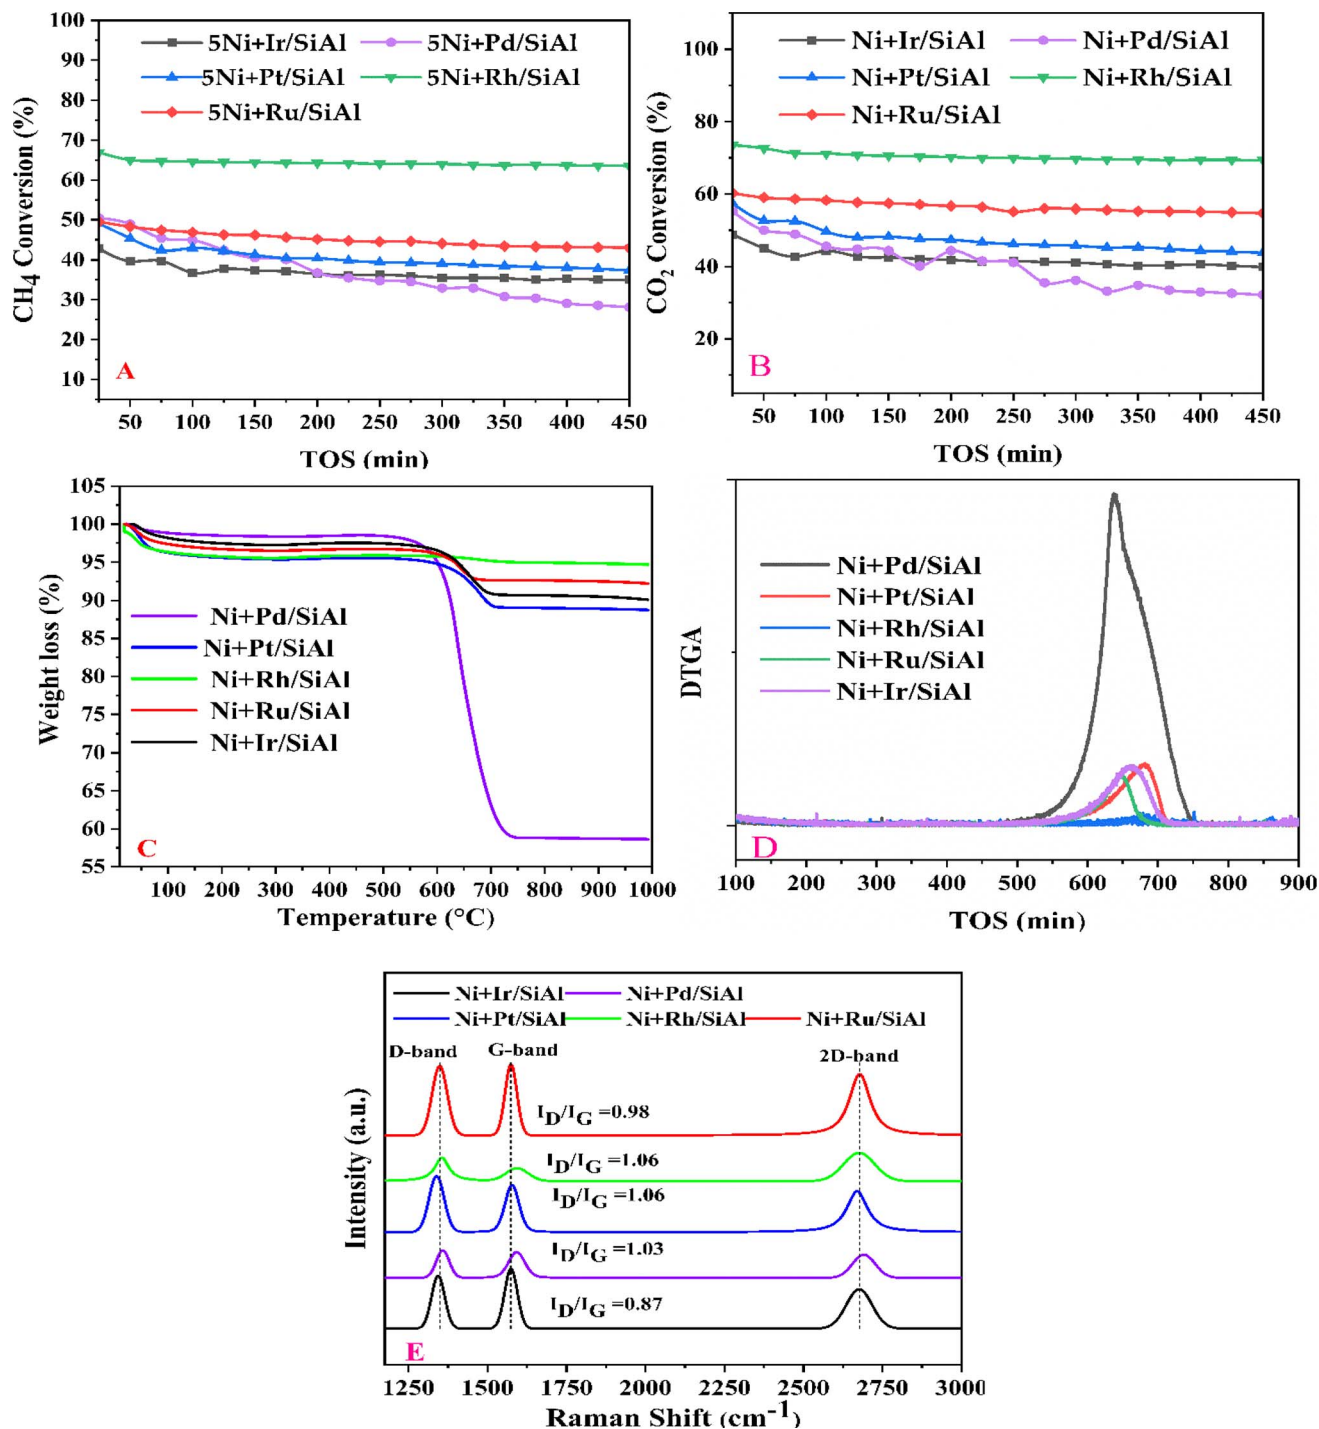 100
90
80
70
60
50
40
30
20
10
CH4 Conversion (%)
5Ni+Ir/SiAl 5Ni+Pd/SiAl
5Ni+Pt/SiAl 5Ni+Rh/SiAl
5Ni+Ru/SiAl
A
50 100 150 200 250 300 350 400 450
TOS (min)
100
80
60
40
20
CO2 Conversion (%)
Ni+Ir/SiAl Ni+Pd/SiAl
Ni+Pt/SiAl Ni+Rh/SiAl
Ni+Ru/SiAl
B
50 100 150 200 250 300 350 400 450
TOS (min)
105
100
95
90
85
80
75
70
65
60
55
Weight loss (%)
Ni+Pd/SiAl
Ni+Pt/SiAl
Ni+Rh/SiAl
Ni+Ru/SiAl
Ni+Ir/SiAl
C
100 200 300 400 500 600 700 800 900 1000
Temperature (°C)
DTGA
Ni+Pd/SiAl
Ni+Pt/SiAl
Ni+Rh/SiAl
Ni+Ru/SiAl
Ni+Ir/SiAl
D
100 200 300 400 500 600 700 800 900
TOS (min)
Intensity (a.u.)
Ni+Ir/SiAl Ni+Pd/SiAl
Ni+Pt/SiAl Ni+Rh/SiAl Ni+Ru/SiAl
D-band G-band 2D-band
ID/IG =0.98
ID/IG =1.06
ID/IG =1.06
ID/IG =1.03
ID/IG =0.87
E
1250 1500 1750 2000 2250 2500 2750 3000
Raman Shift (cm-1)